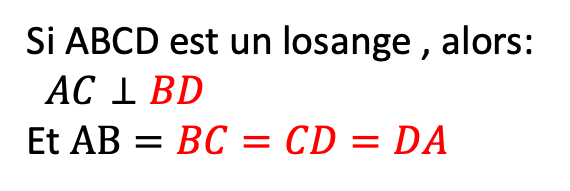 Si ABCD est un losange , alors:
AC ⊥ BD
Et AB = BC = CD = DA